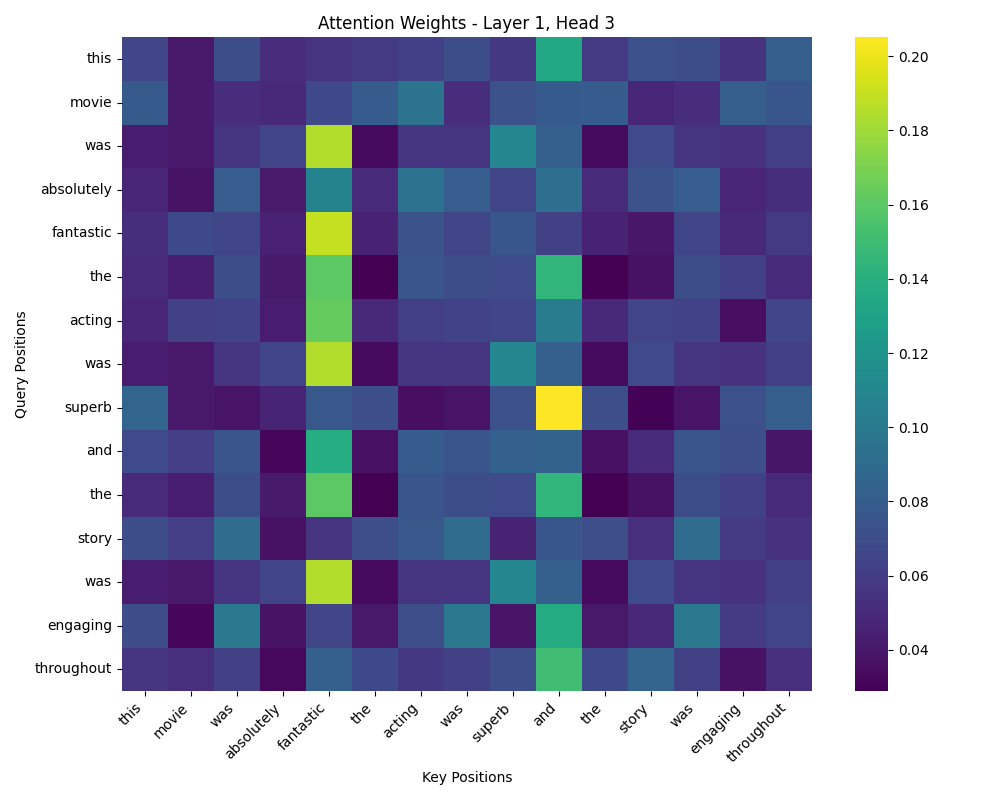 Attention Weights - Layer 1, Head 3
Query Positions
this
movie
was
absolutely
fantastic
the
acting
was
superb
and
the
story
was
engaging
throughout
this
movie
was
absolutely
fantastic
the
acting
was
superb
and
the
story
was
engaging
throughout
Key Positions
0.20
0.18
0.16
0.14
0.12
0.10
0.08
0.06
0.04